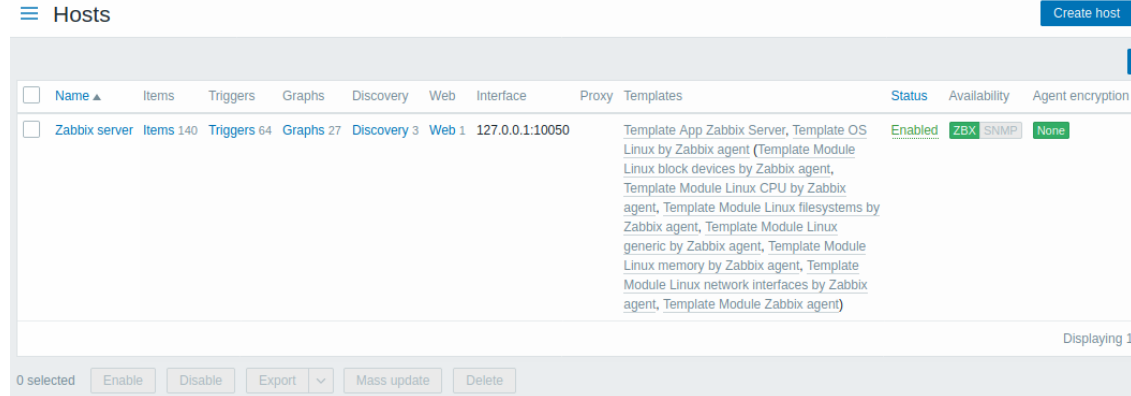 Hosts
Create host
Name ▲ Items Triggers Graphs Discovery Web Interface Proxy Templates Status Availability Agent encryption
Zabbix server Items 140 Triggers 64 Graphs 27 Discovery 3 Web 1 127.0.0.1:10050 Template App Zabbix Server, Template OS Enabled ZBX SNMP None
Linux by Zabbix agent (Template Module
Linux block devices by Zabbix agent,
Template Module Linux CPU by Zabbix
agent, Template Module Linux filesystems by
Zabbix agent, Template Module Linux
generic by Zabbix agent, Template Module
Linux memory by Zabbix agent, Template
Module Linux network interfaces by Zabbix
agent, Template Module Zabbix agent)
Displaying 1
0 selected Enable Disable Export Mass update Delete